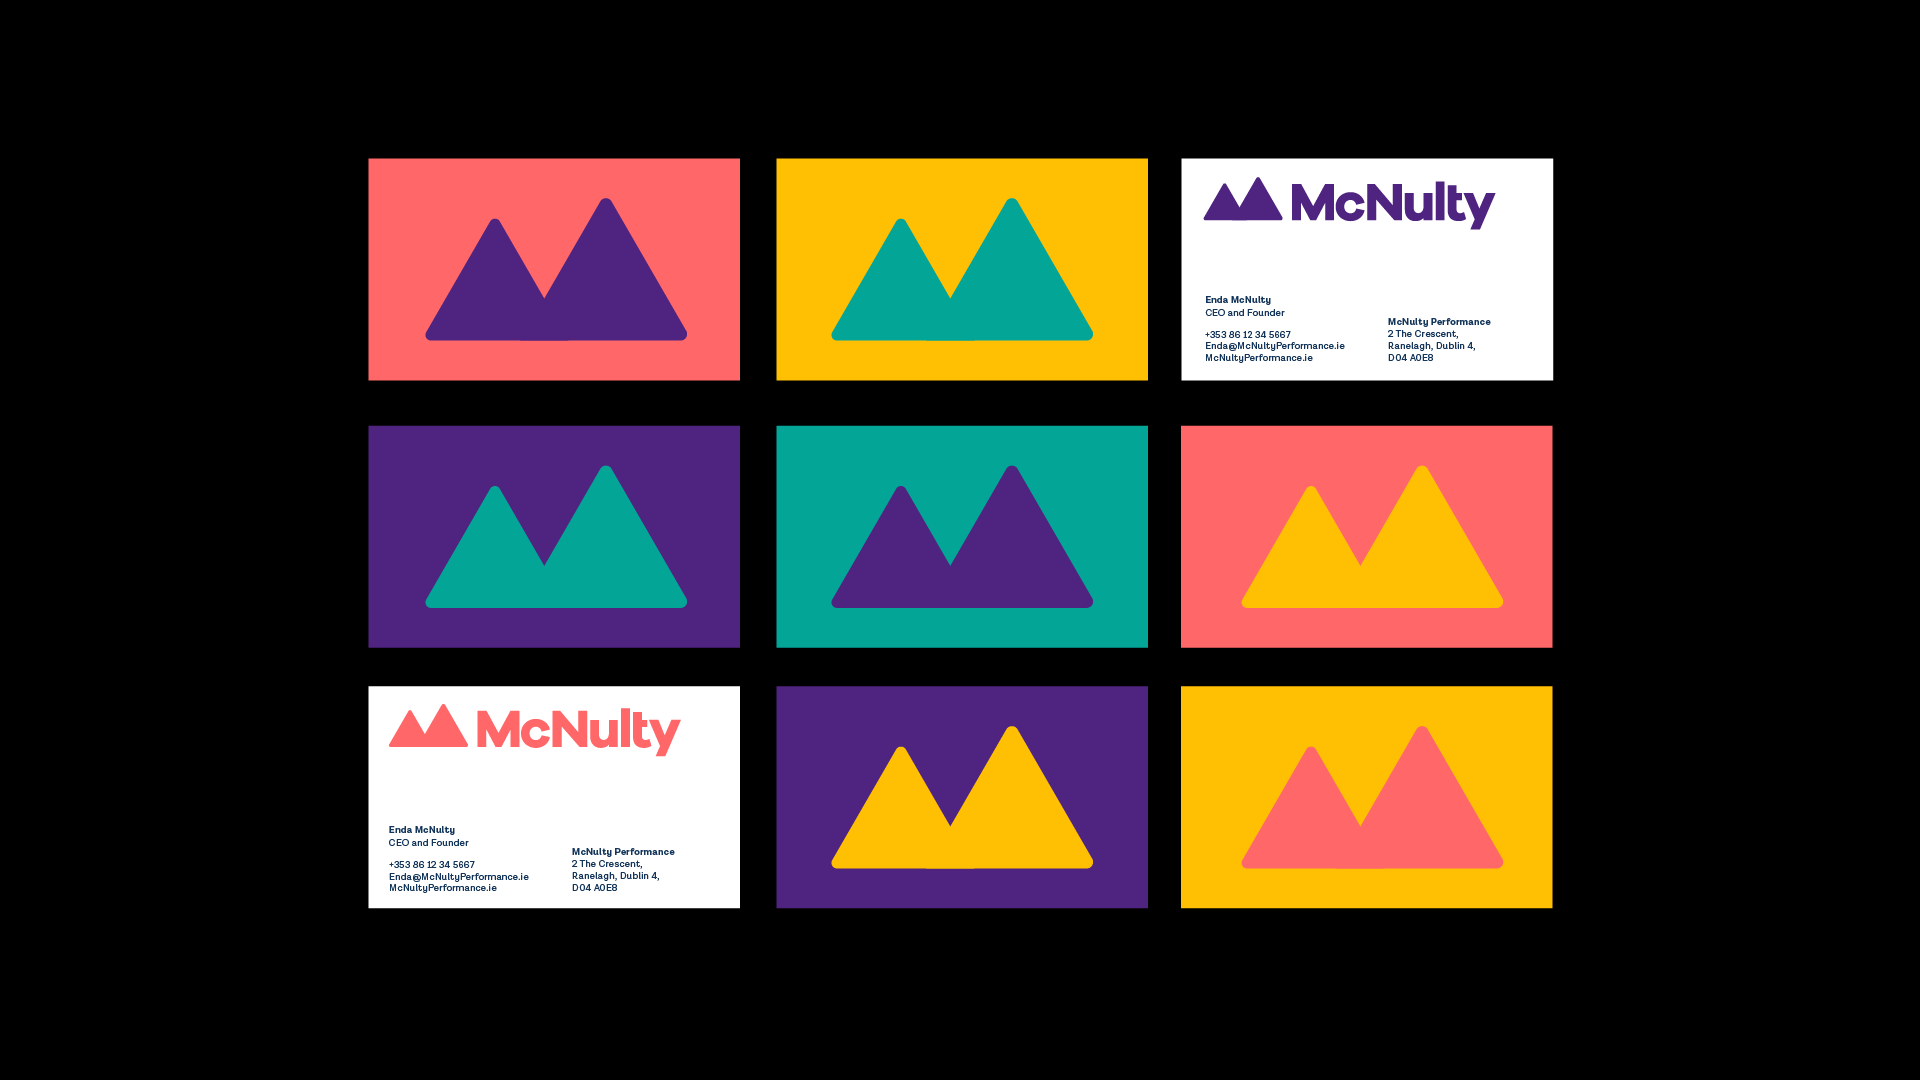 McNulty
Enda McNulty
CEO and Founder
+353 86 12 34 5667
Enda@McNultyPerformance.ie
McNultyPerformance.ie
McNulty Performance
2 The Crescent,
Ranelagh, Dublin 4,
D04 A0E8
McNulty
Enda McNulty
CEO and Founder
+353 86 12 34 5667
Enda@McNultyPerformance.ie
McNultyPerformance.ie
McNulty Performance
2 The Crescent,
Ranelagh, Dublin 4,
D04 A0E8